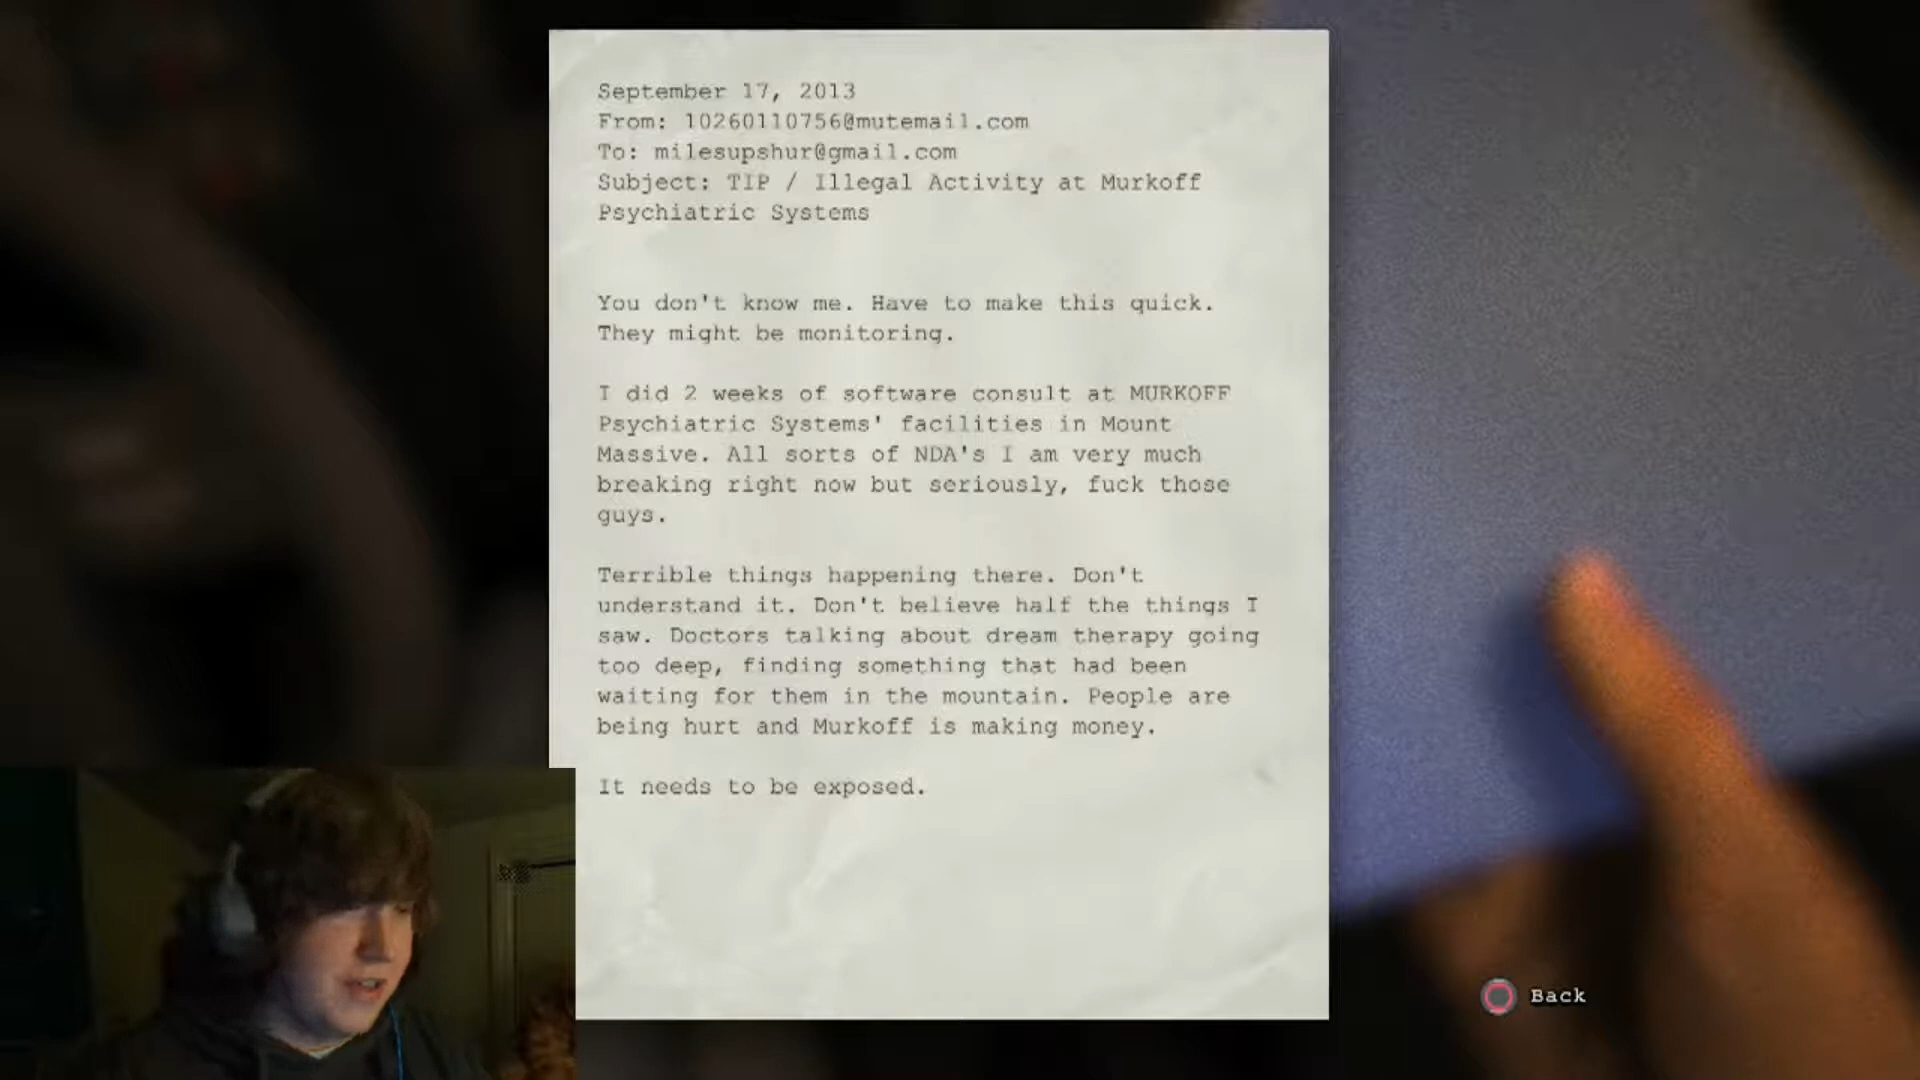 September 17, 2013
From: 10260110756@mutemail.com
To: milesupshur@gmail.com
Subject: TIP / Illegal Activity at Murkoff
Psychiatric Systems
You don't know me. Have to make this quick.
They might be monitoring.
I did 2 weeks of software consult at MURKOFF
Psychiatric Systems' facilities in Mount
Massive. All sorts of NDA's I am very much
breaking right now but seriously, fuck those
guys.
Terrible things happening there. Don't
understand it. Don't believe half the things I
saw. Doctors talking about dream therapy going
too deep, finding something that had been
waiting for them in the mountain. People are
being hurt and Murkoff is making money.
It needs to be exposed.
Back